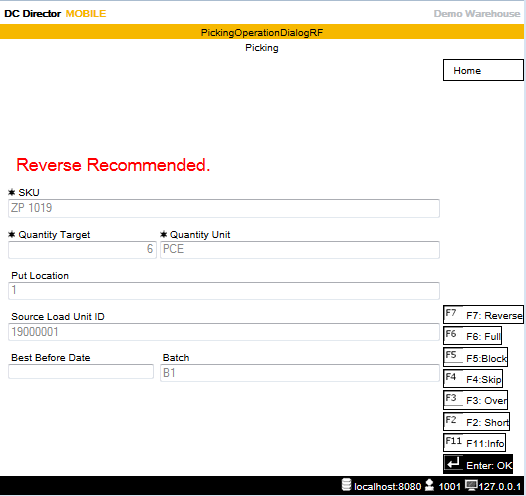 DC Director MOBILE Demo Warehouse
PickingOperationDialogRF
Picking
Home
Reverse Recommended.
✱ SKU
ZP 1019
✱ Quantity Target ✱ Quantity Unit
6 PCE
Put Location
1
Source Load Unit ID
19000001
Best Before Date Batch
B1
F7 F7: Reverse
F6 F6: Full
F5 F5:Block
F4 F4:Skip
F3 F3: Over
F2 F2: Short
F11 F11:Info
Enter: OK
localhost:8080 1001 127.0.0.1